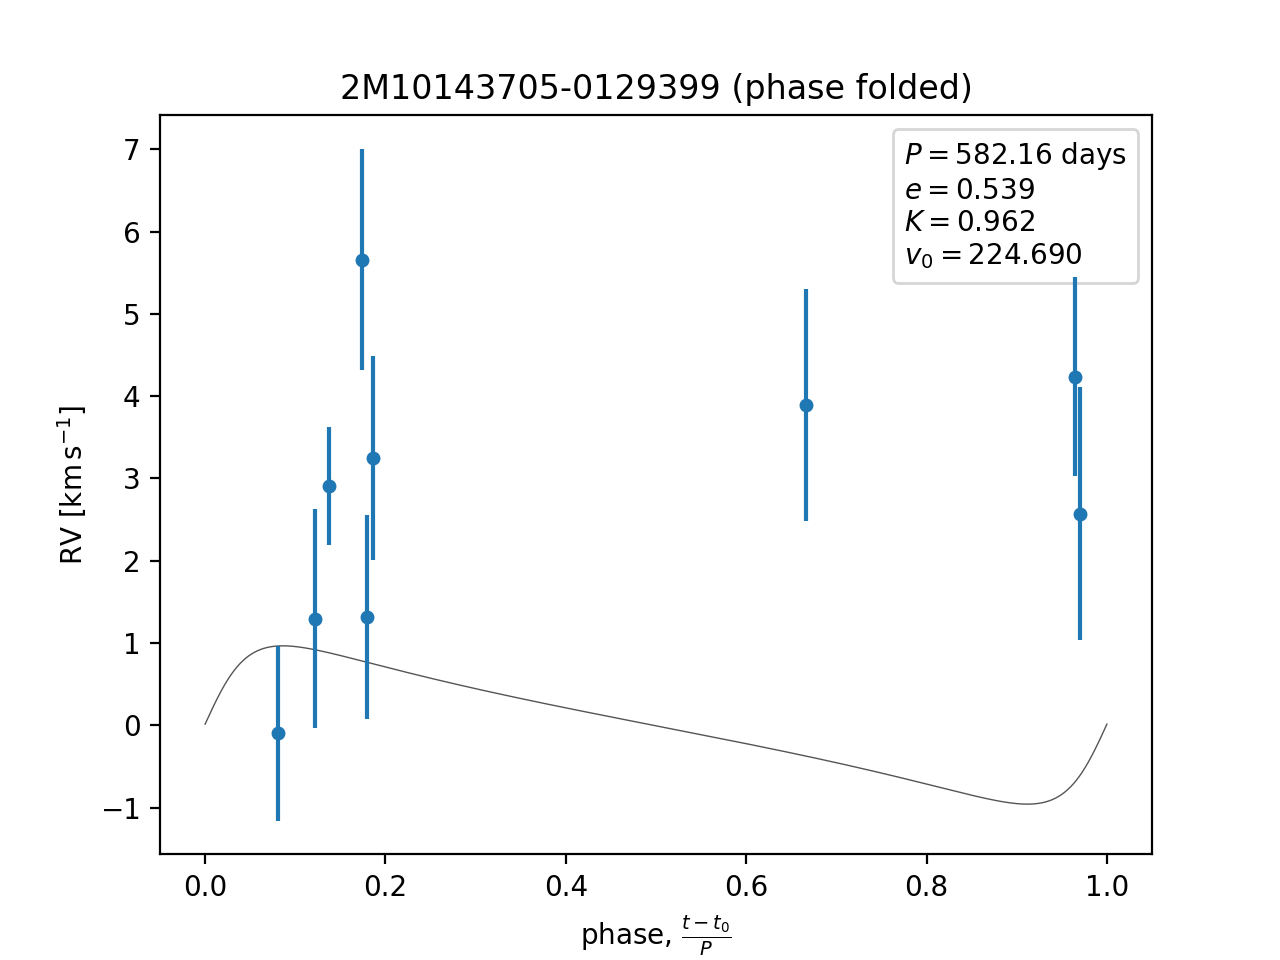 2M10143705-0129399 (phase folded)
P = 582.16 days
e = 0.539
K = 0.962
v₀ = 224.690
7
6
5
4
3
2
1
0
−1
RV [km s⁻¹]
0.0 0.2 0.4 0.6 0.8 1.0
phase, (t − t₀)/P